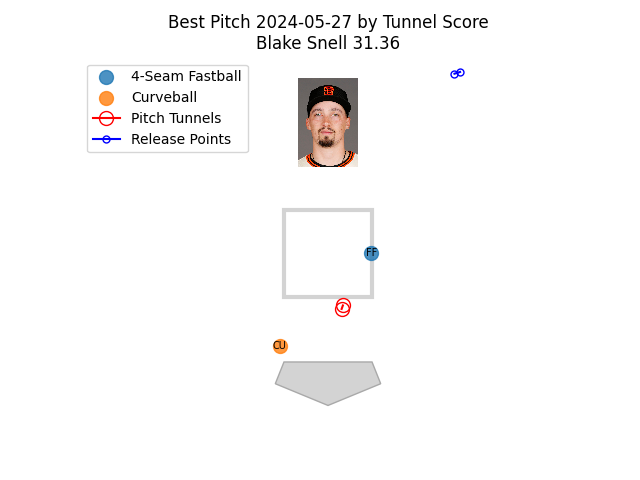 Best Pitch 2024-05-27 by Tunnel Score
Blake Snell 31.36
4-Seam Fastball
Curveball
Pitch Tunnels
Release Points
FF
CU